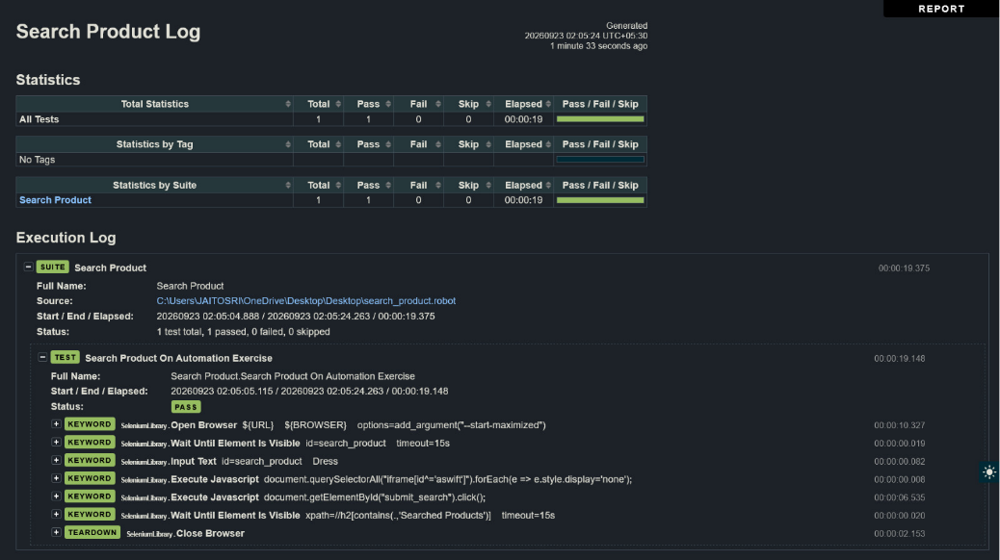 REPORT
Search Product Log
Generated
20260923 02:05:24 UTC+05:30
1 minute 33 seconds ago
Statistics
Total Statistics Total Pass Fail Skip Elapsed Pass / Fail / Skip
All Tests 1 1 0 0 00:00:19
Statistics by Tag Total Pass Fail Skip Elapsed Pass / Fail / Skip
No Tags
Statistics by Suite Total Pass Fail Skip Elapsed Pass / Fail / Skip
Search Product 1 1 0 0 00:00:19
Execution Log
SUITE Search Product 00:00:19.375
Full Name: Search Product
Source: C:\Users\JAITOSRI\OneDrive\Desktop\Desktop\search_product.robot
Start / End / Elapsed: 20260923 02:05:04.888 / 20260923 02:05:24.263 / 00:00:19.375
Status: 1 test total, 1 passed, 0 failed, 0 skipped
TEST Search Product On Automation Exercise 00:00:19.148
Full Name: Search Product.Search Product On Automation Exercise
Start / End / Elapsed: 20260923 02:05:05.115 / 20260923 02:05:24.263 / 00:00:19.148
Status: PASS
KEYWORD SeleniumLibrary.Open Browser ${URL} ${BROWSER} options=add_argument("--start-maximized") 00:00:10.327
KEYWORD SeleniumLibrary.Wait Until Element Is Visible id=search_product timeout=15s 00:00:00.019
KEYWORD SeleniumLibrary.Input Text id=search_product Dress 00:00:00.082
KEYWORD SeleniumLibrary.Execute Javascript document.querySelectorAll("iframe[id^='aswift']").forEach(e => e.style.display='none'); 00:00:00.008
KEYWORD SeleniumLibrary.Execute Javascript document.getElementById("submit_search").click(); 00:00:06.535
KEYWORD SeleniumLibrary.Wait Until Element Is Visible xpath=//h2[contains(.,'Searched Products')] timeout=15s 00:00:00.020
TEARDOWN SeleniumLibrary.Close Browser 00:00:02.153